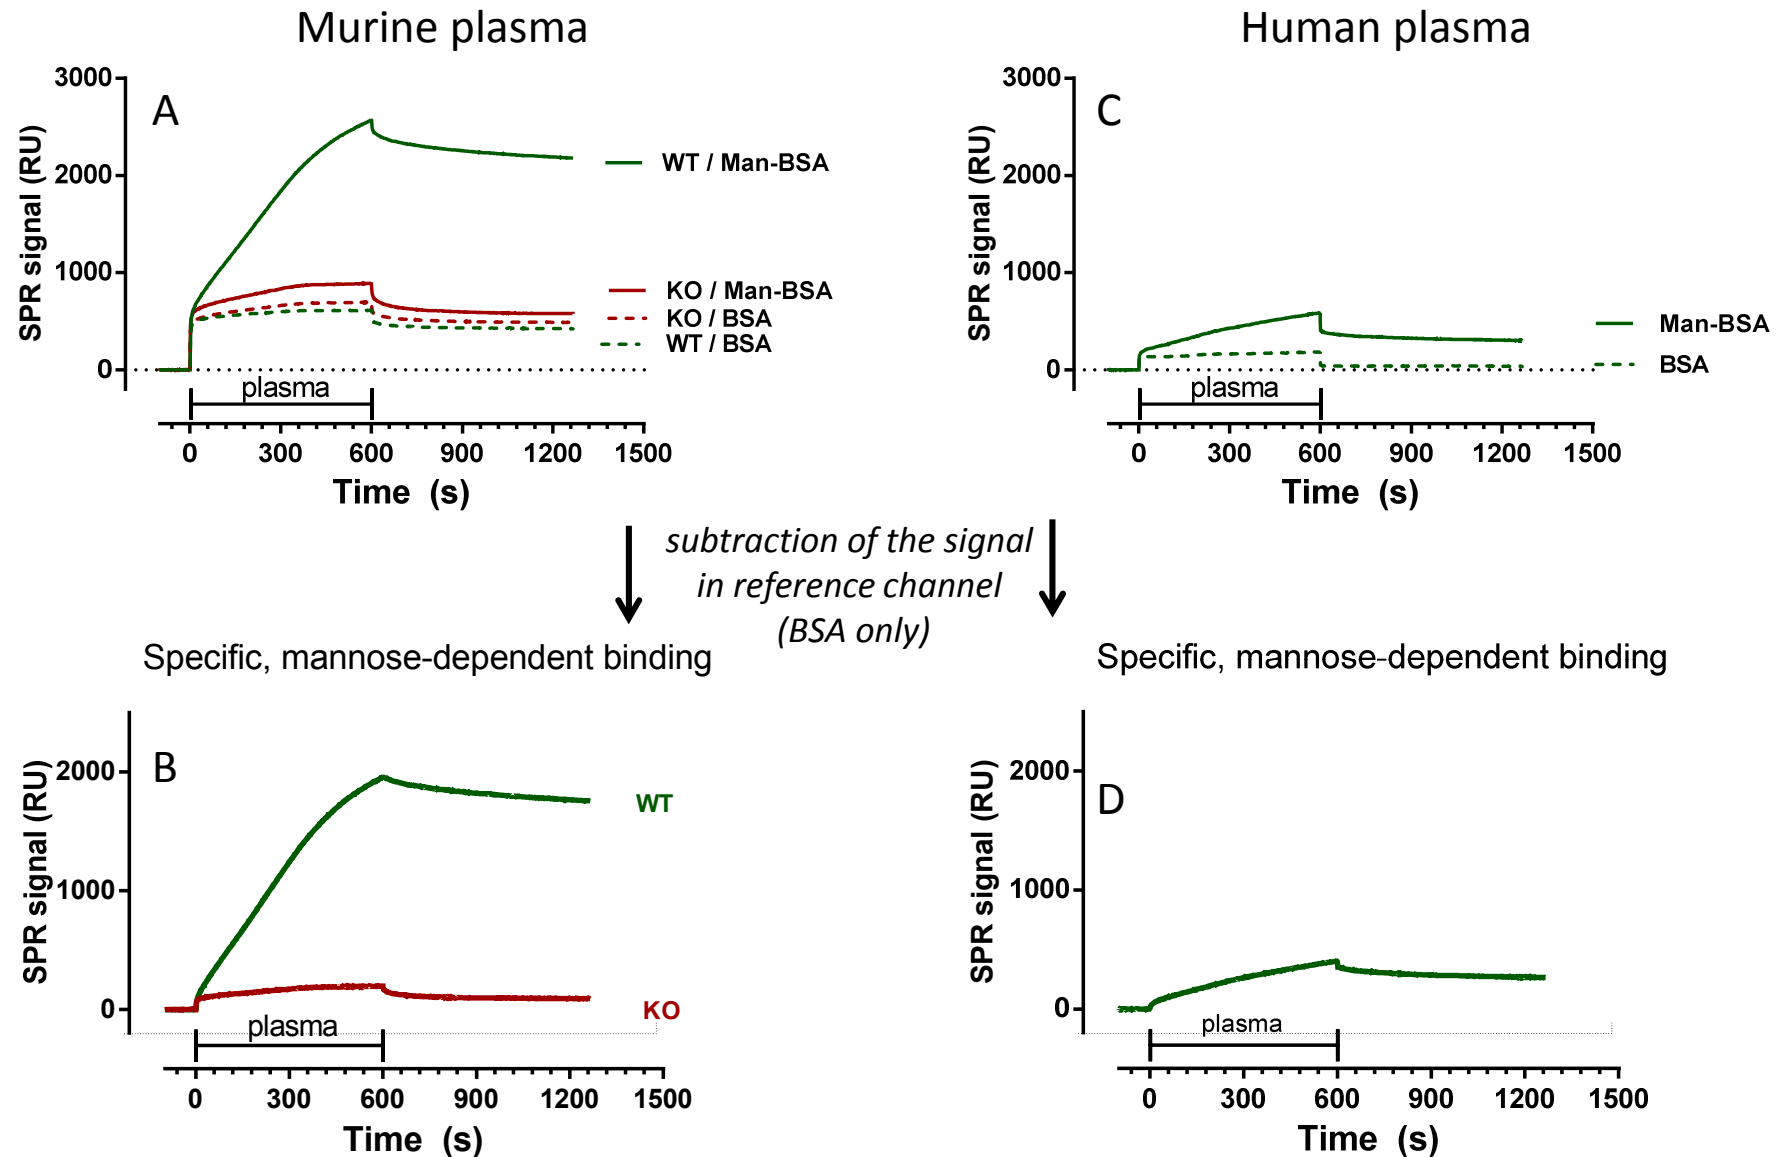 Murine plasma
Human plasma
A
SPR signal (RU)
3000
2000
1000
0
WT / Man-BSA
KO / Man-BSA
KO / BSA
WT / BSA
plasma
0 300 600 900 1200 1500
Time (s)
C
SPR signal (RU)
3000
2000
1000
0
Man-BSA
BSA
plasma
0 300 600 900 1200 1500
Time (s)
subtraction of the signal
in reference channel
(BSA only)
Specific, mannose-dependent binding
B
SPR signal (RU)
2000
1000
0
WT
KO
plasma
0 300 600 900 1200 1500
Time (s)
Specific, mannose-dependent binding
D
SPR signal (RU)
2000
1000
0
plasma
0 300 600 900 1200 1500
Time (s)